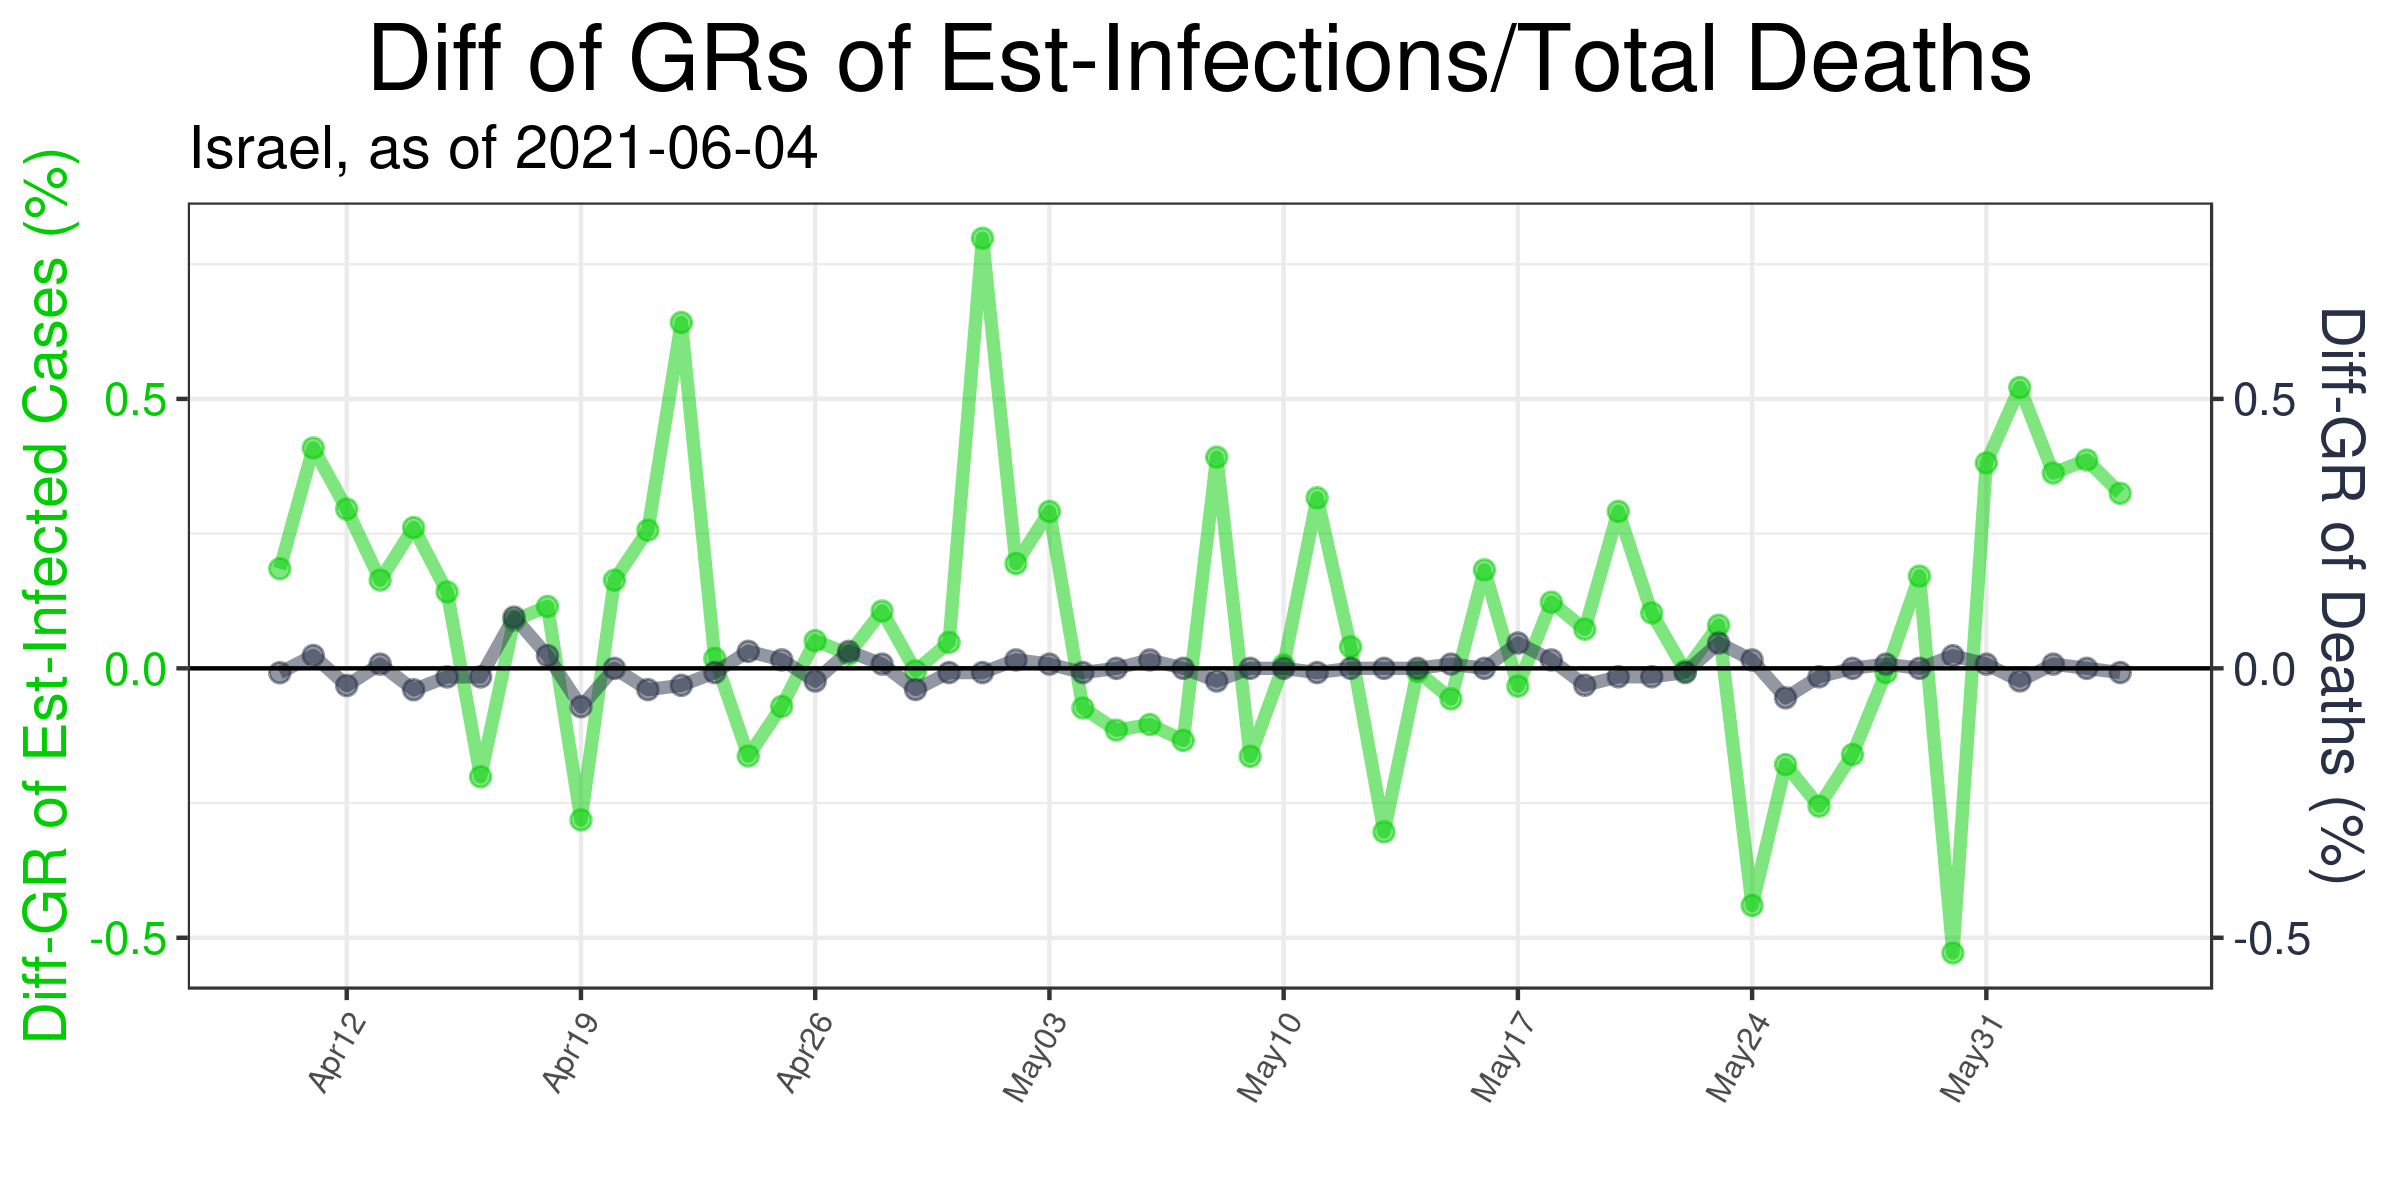 Diff of GRs of Est-Infections/Total Deaths
Israel, as of 2021-06-04
Diff-GR of Est-Infected Cases (%)
0.5
0.0
-0.5
0.5
0.0
-0.5
Diff-GR of Deaths (%)
Apr12
Apr19
Apr26
May03
May10
May17
May24
May31